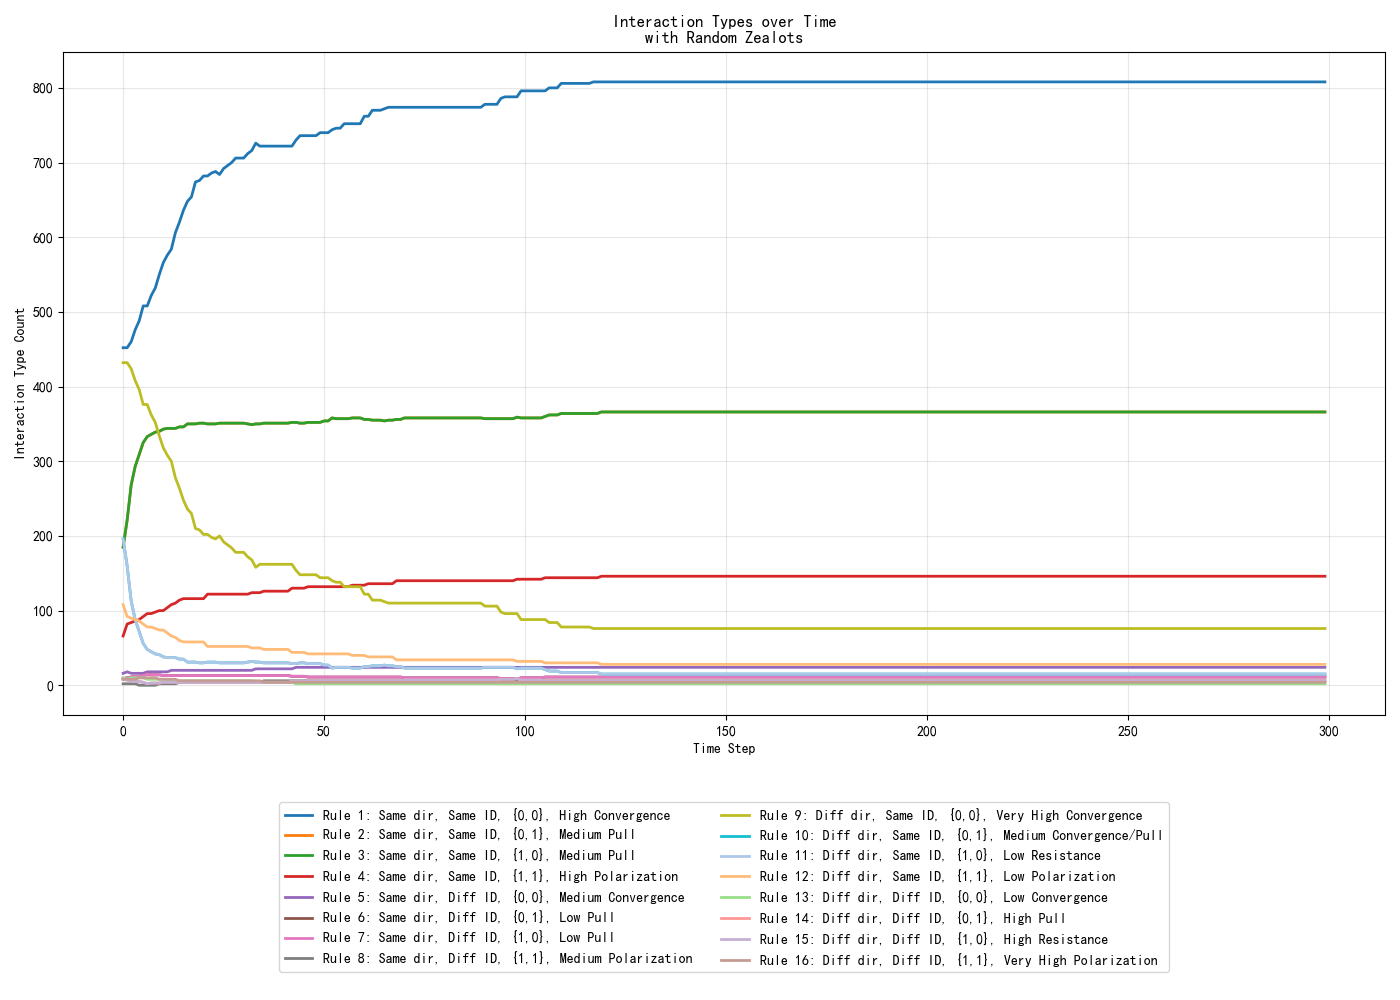 Interaction Types over Time
with Random Zealots
Interaction Type Count
800
700
600
500
400
300
200
100
0
0 50 100 150 200 250 300
Time Step
Rule 1: Same dir, Same ID, {0,0}, High Convergence
Rule 2: Same dir, Same ID, {0,1}, Medium Pull
Rule 3: Same dir, Same ID, {1,0}, Medium Pull
Rule 4: Same dir, Same ID, {1,1}, High Polarization
Rule 5: Same dir, Diff ID, {0,0}, Medium Convergence
Rule 6: Same dir, Diff ID, {0,1}, Low Pull
Rule 7: Same dir, Diff ID, {1,0}, Low Pull
Rule 8: Same dir, Diff ID, {1,1}, Medium Polarization
Rule 9: Diff dir, Same ID, {0,0}, Very High Convergence
Rule 10: Diff dir, Same ID, {0,1}, Medium Convergence/Pull
Rule 11: Diff dir, Same ID, {1,0}, Low Resistance
Rule 12: Diff dir, Same ID, {1,1}, Low Polarization
Rule 13: Diff dir, Diff ID, {0,0}, Low Convergence
Rule 14: Diff dir, Diff ID, {0,1}, High Pull
Rule 15: Diff dir, Diff ID, {1,0}, High Resistance
Rule 16: Diff dir, Diff ID, {1,1}, Very High Polarization